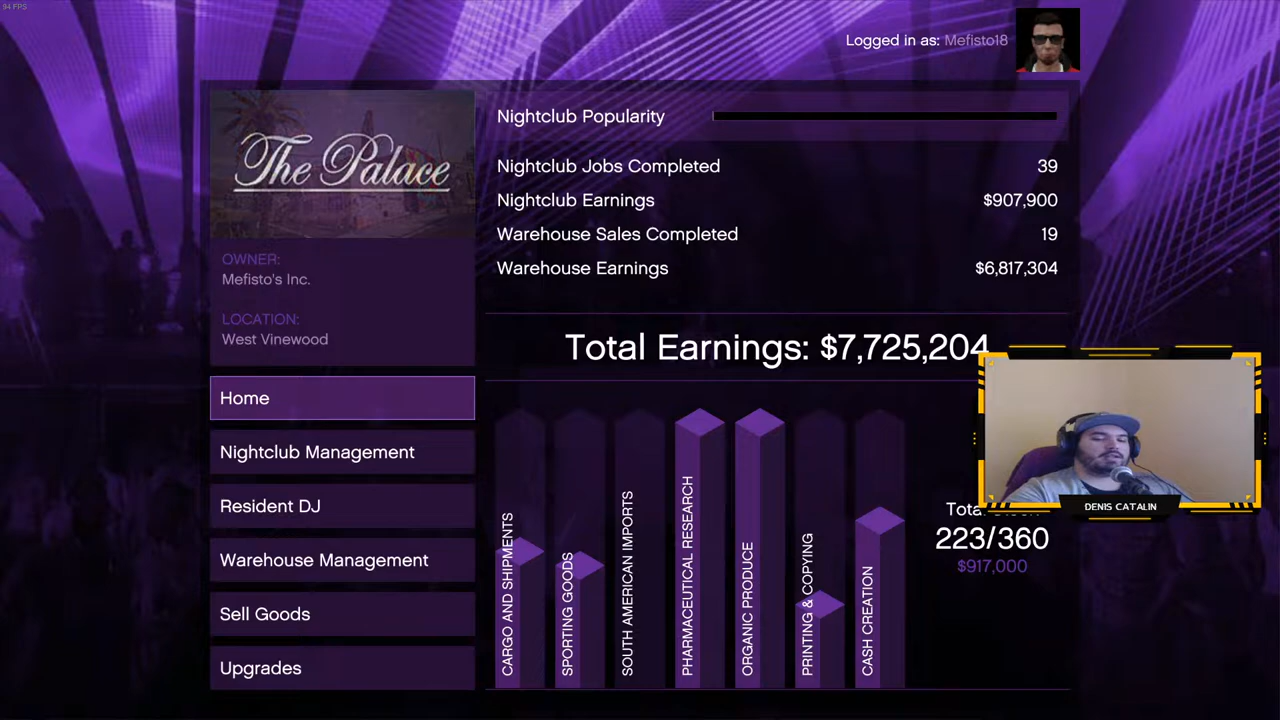 94 FPS
Logged in as: Mefisto18
The Palace
OWNER:
Mefisto's Inc.
LOCATION:
West Vinewood
Home
Nightclub Management
Resident DJ
Warehouse Management
Sell Goods
Upgrades
Nightclub Popularity
Nightclub Jobs Completed 39
Nightclub Earnings $907,900
Warehouse Sales Completed 19
Warehouse Earnings $6,817,304
Total Earnings: $7,725,204
CARGO AND SHIPMENTS
SPORTING GOODS
SOUTH AMERICAN IMPORTS
PHARMACEUTICAL RESEARCH
ORGANIC PRODUCE
PRINTING & COPYING
CASH CREATION
223/360
$917,000
DENIS CATALIN